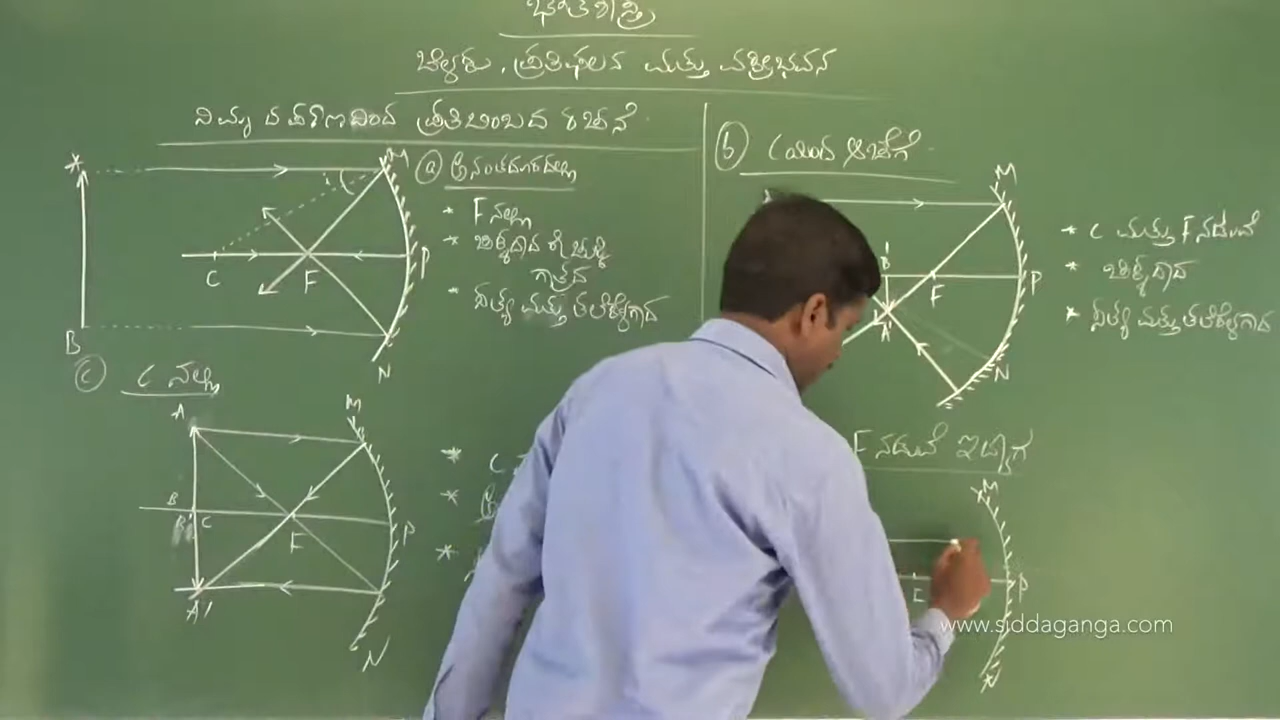 ಭೌತಶಾಸ್ತ್ರ
ಬೆಳಕು, ಪ್ರತಿಫಲನ ಮತ್ತು ವಕ್ರೀಭವನ
ನಿಮ್ನ ದರ್ಪಣದಿಂದ ಪ್ರತಿಬಿಂಬದ ರಚನೆ
ⓐ ಅನಂತದೂರದಲ್ಲಿ
* F ನಲ್ಲಿ
* ಚಿಕ್ಕದಾದ
ಗಾತ್ರದ
* ಸತ್ಯ ಮತ್ತು ತಲೆಕೆಳಗಾದ
M
C
F
P
B
N
ⓑ C ಯಿಂದ ಆಚೆಗೆ
* C ಮತ್ತು F ನಡುವೆ
* ಚಿಕ್ಕದಾದ
* ಸತ್ಯ ಮತ್ತು ತಲೆಕೆಳಗಾದ
M
B'
F
P
A'
N
ⓒ C ನಲ್ಲಿ
A
M
B
B' C
F
P
A'
N
* C
*
*
F ನಡುವೆ ಇದ್ದಾಗ
M
F
P
N
www.siddaganga.com